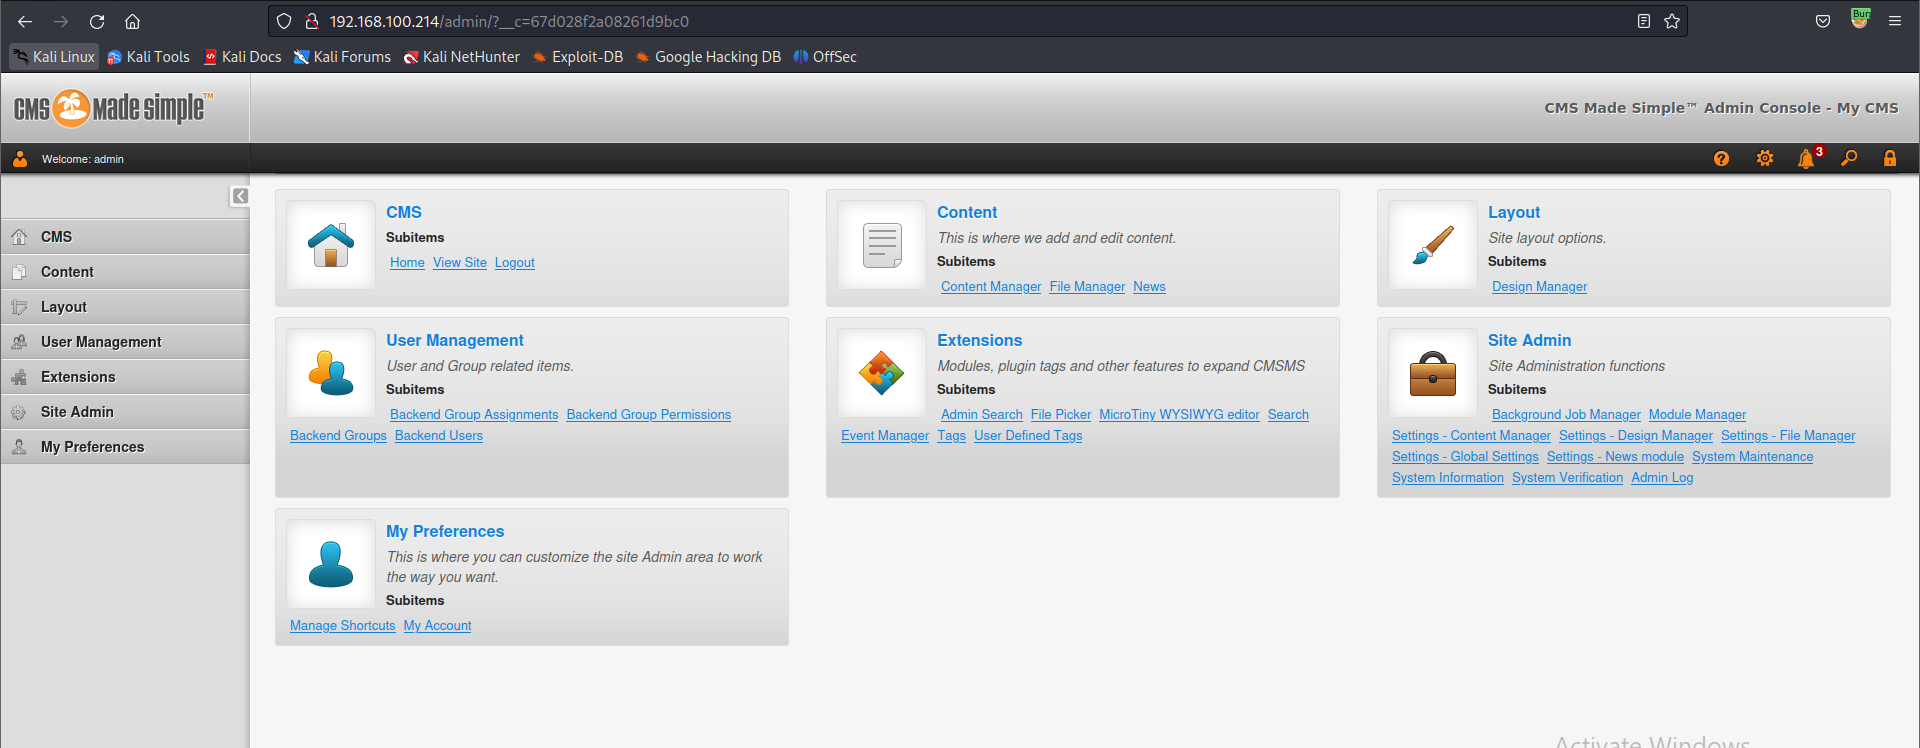 192.168.100.214/admin/?__c=67d028f2a08261d9bc0
Burp
Kali Linux Kali Tools Kali Docs Kali Forums Kali NetHunter Exploit-DB Google Hacking DB OffSec
CMS made simple™
CMS Made Simple™ Admin Console - My CMS
Welcome: admin
3
CMS
Content
Layout
User Management
Extensions
Site Admin
My Preferences
CMS
Subitems
Home View Site Logout
Content
This is where we add and edit content.
Subitems
Content Manager File Manager News
Layout
Site layout options.
Subitems
Design Manager
User Management
User and Group related items.
Subitems
Backend Group Assignments Backend Group Permissions
Backend Groups Backend Users
Extensions
Modules, plugin tags and other features to expand CMSMS
Subitems
Admin Search File Picker MicroTiny WYSIWYG editor Search
Event Manager Tags User Defined Tags
Site Admin
Site Administration functions
Subitems
Background Job Manager Module Manager
Settings - Content Manager Settings - Design Manager Settings - File Manager
Settings - Global Settings Settings - News module System Maintenance
System Information System Verification Admin Log
My Preferences
This is where you can customize the site Admin area to work
the way you want.
Subitems
Manage Shortcuts My Account
Activate Windows